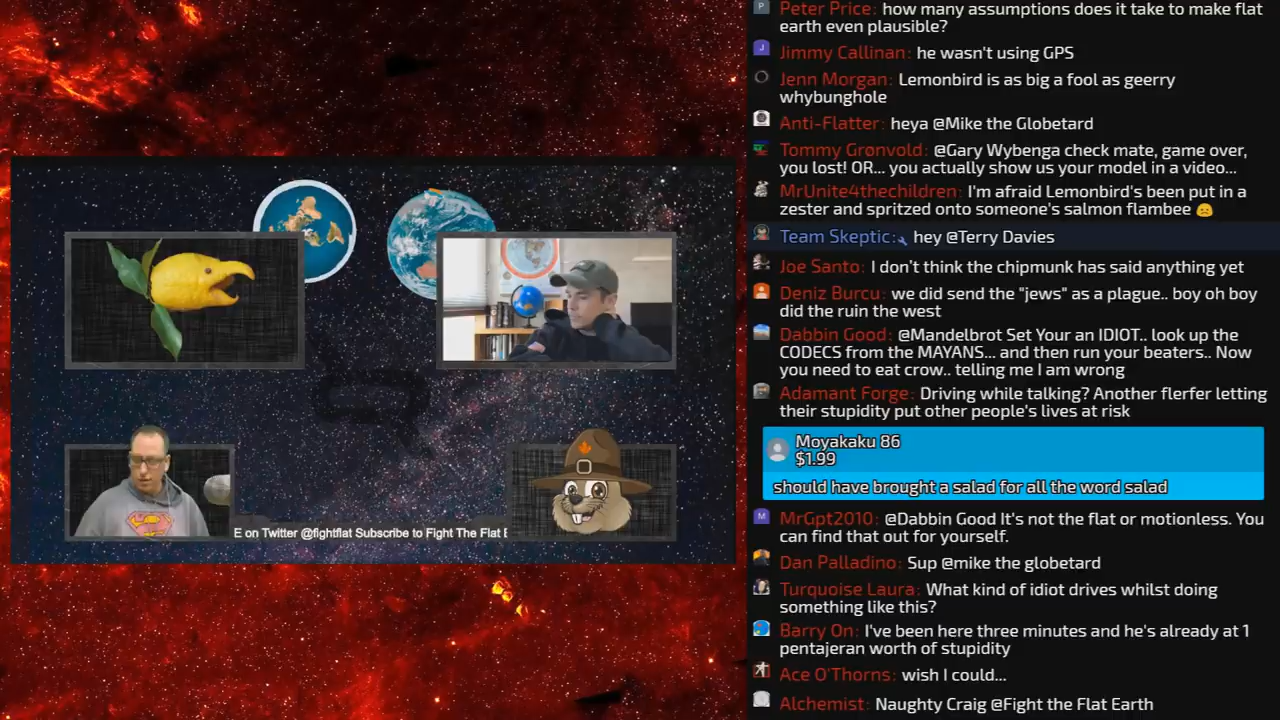 Peter Price: how many assumptions does it take to make flat
earth even plausible?
Jimmy Callinan: he wasn't using GPS
Jenn Morgan: Lemonbird is as big a fool as geerry
whybunghole
Anti-Flatter: heya @Mike the Globetard
Tommy Grønvold: @Gary Wybenga check mate, game over,
you lost! OR... you actually show us your model in a video...
MrUnite4thechildren: I'm afraid Lemonbird's been put in a
zester and spritzed onto someone's salmon flambee
Team Skeptic: hey @Terry Davies
Joe Santo: I don't think the chipmunk has said anything yet
Deniz Burcu: we did send the "jews" as a plague.. boy oh boy
did the ruin the west
Dabbin Good: @Mandelbrot Set Your an IDIOT.. look up the
CODECS from the MAYANS... and then run your beaters.. Now
you need to eat crow.. telling me I am wrong
Adamant Forge: Driving while talking? Another flerfer letting
their stupidity put other people's lives at risk
Moyakaku 86
$1.99
should have brought a salad for all the word salad
MrGpt2010: @Dabbin Good It's not the flat or motionless. You
can find that out for yourself.
Dan Palladino: Sup @mike the globetard
Turquoise Laura: What kind of idiot drives whilst doing
something like this?
Barry On: I've been here three minutes and he's already at 1
pentajeran worth of stupidity
Ace O'Thorns: wish I could...
Alchemist: Naughty Craig @Fight the Flat Earth
E on Twitter @fightflat Subscribe to Fight The Flat E